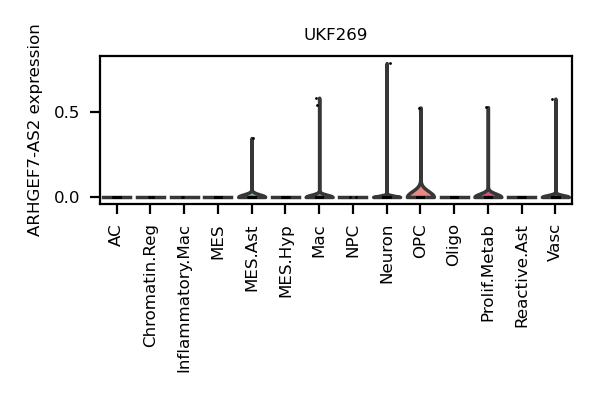 UKF269
ARHGEF7-AS2 expression
0.5
0.0
AC
Chromatin.Reg
Inflammatory.Mac
MES
MES.Ast
MES.Hyp
Mac
NPC
Neuron
OPC
Oligo
Prolif.Metab
Reactive.Ast
Vasc